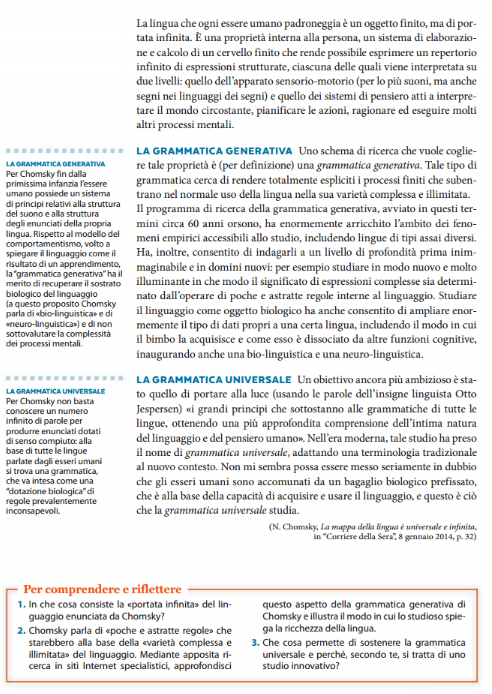 La lingua che ogni essere umano padroneggia è un oggetto finito, ma di por-
tata infinita. È una proprietà interna alla persona, un sistema di elaborazio-
ne e calcolo di un cervello finito che rende possibile esprimere un repertorio
infinito di espressioni strutturate, ciascuna delle quali viene interpretata su
due livelli: quello dell'apparato sensorio-motorio (per lo più suoni, ma anche
segni nei linguaggi dei segni) e quello dei sistemi di pensiero atti a interpre-
tare il mondo circostante, pianificare le azioni, ragionare ed eseguire molti
altri processi mentali.
LA GRAMMATICA GENERATIVA
Per Chomsky fin dalla
primissima infanzia l'essere
umano possiede un sistema
di principi relativi alla struttura
del suono e alla struttura
degli enunciati della propria
lingua. Rispetto al modello del
comportamentismo, volto a
spiegare il linguaggio come il
risultato di un apprendimento,
la "grammatica generativa" ha il
merito di recuperare il sostrato
biologico del linguaggio
(a questo proposito Chomsky
parla di «bio-linguistica» e di
«neuro-linguistica») e di non
sottovalutare la complessità
dei processi mentali.
LA GRAMMATICA GENERATIVA Uno schema di ricerca che vuole coglie-
re tale proprietà è (per definizione) una grammatica generativa. Tale tipo di
grammatica cerca di rendere totalmente espliciti i processi finiti che suben-
trano nel normale uso della lingua nella sua varietà complessa e illimitata.
Il programma di ricerca della grammatica generativa, avviato in questi ter-
mini circa 60 anni orsono, ha enormemente arricchito l'ambito dei feno-
meni empirici accessibili allo studio, includendo lingue di tipi assai diversi.
Ha, inoltre, consentito di indagarli a un livello di profondità prima inim-
maginabile e in domini nuovi: per esempio studiare in modo nuovo e molto
illuminante in che modo il significato di espressioni complesse sia determi-
nato dall'operare di poche e astratte regole interne al linguaggio. Studiare
il linguaggio come oggetto biologico ha anche consentito di ampliare enor-
memente il tipo di dati propri a una certa lingua, includendo il modo in cui
il bimbo la acquisisce e come esso è dissociato da altre funzioni cognitive,
inaugurando anche una bio-linguistica e una neuro-linguistica.
LA GRAMMATICA UNIVERSALE
Per Chomsky non basta
conoscere un numero
infinito di parole per
produrre enunciati dotati
di senso compiuto: alla
base di tutte le lingue
parlate dagli esseri umani
si trova una grammatica,
che va intesa come una
"dotazione biologica" di
regole prevalentemente
inconsapevoli.
LA GRAMMATICA UNIVERSALE Un obiettivo ancora più ambizioso è sta-
to quello di portare alla luce (usando le parole dell'insigne linguista Otto
Jespersen) «i grandi principi che sottostanno alle grammatiche di tutte le
lingue, ottenendo una più approfondita comprensione dell'intima natura
del linguaggio e del pensiero umano». Nell'era moderna, tale studio ha preso
il nome di grammatica universale, adattando una terminologia tradizionale
al nuovo contesto. Non mi sembra possa essere messo seriamente in dubbio
che gli esseri umani sono accomunati da un bagaglio biologico prefissato,
che è alla base della capacità di acquisire e usare il linguaggio, e questo è ciò
che la grammatica universale studia.
(N. Chomsky, La mappa della lingua è universale e infinita,
in "Corriere della Sera", 8 gennaio 2014, p. 32)
Per comprendere e riflettere
1. In che cosa consiste la «portata infinita» del lin-
guaggio enunciata da Chomsky?
2. Chomsky parla di «poche e astratte regole» che
starebbero alla base della «varietà complessa e
illimitata» del linguaggio. Mediante apposita ri-
cerca in siti Internet specialistici, approfondisci
questo aspetto della grammatica generativa di
Chomsky e illustra il modo in cui lo studioso spie-
ga la ricchezza della lingua.
3. Che cosa permette di sostenere la grammatica
universale e perché, secondo te, si tratta di uno
studio innovativo?